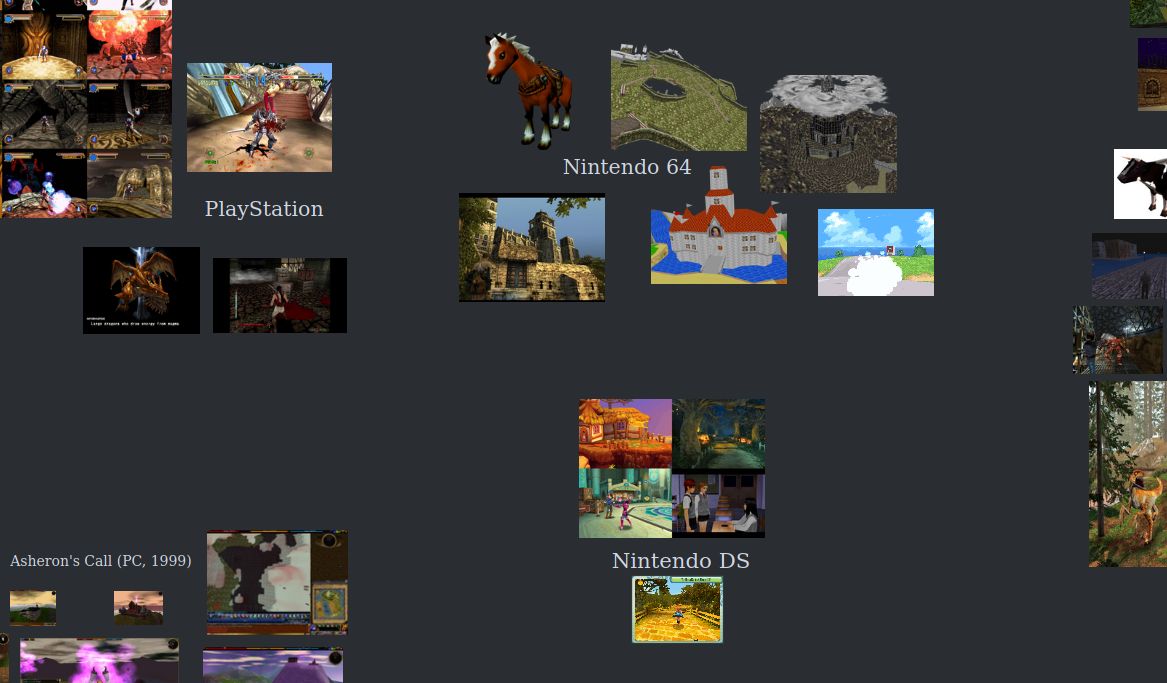 Nintendo 64
PlayStation
Large dragons who draw energy from magma
Asheron's Call (PC, 1999)
Nintendo DS